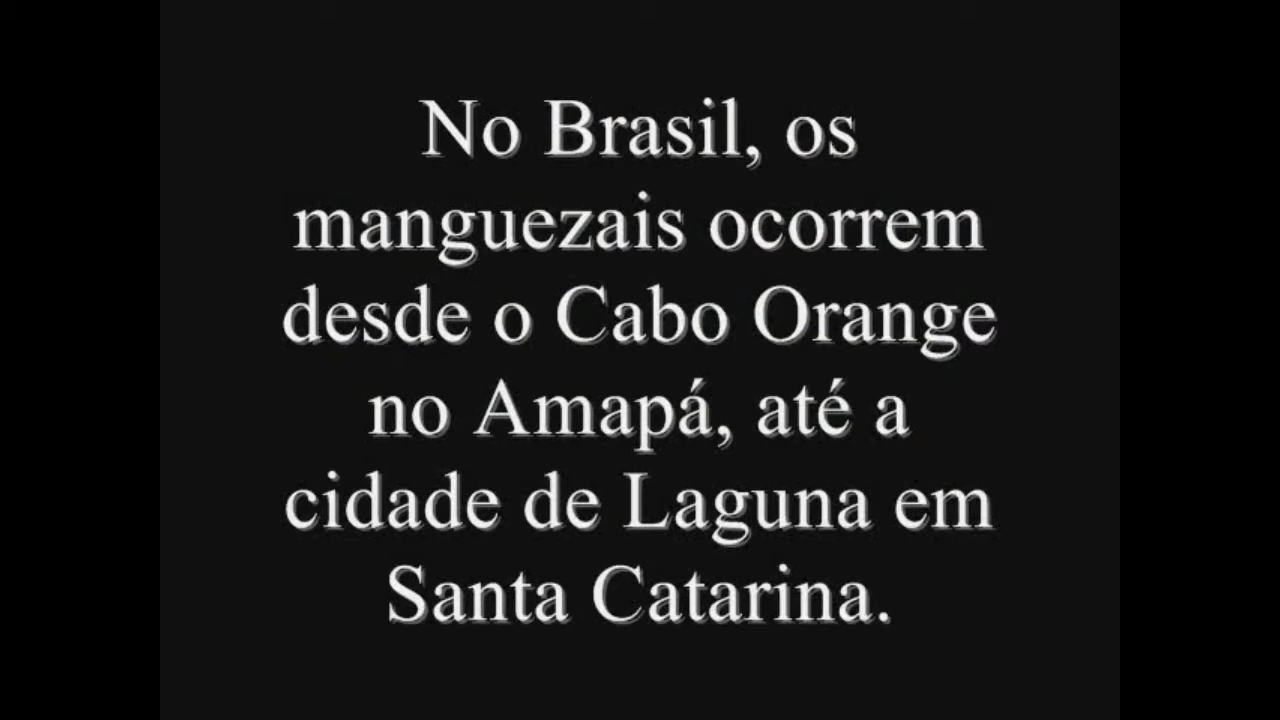 No Brasil, os
manguezais ocorrem
desde o Cabo Orange
no Amapá, até a
cidade de Laguna em
Santa Catarina.